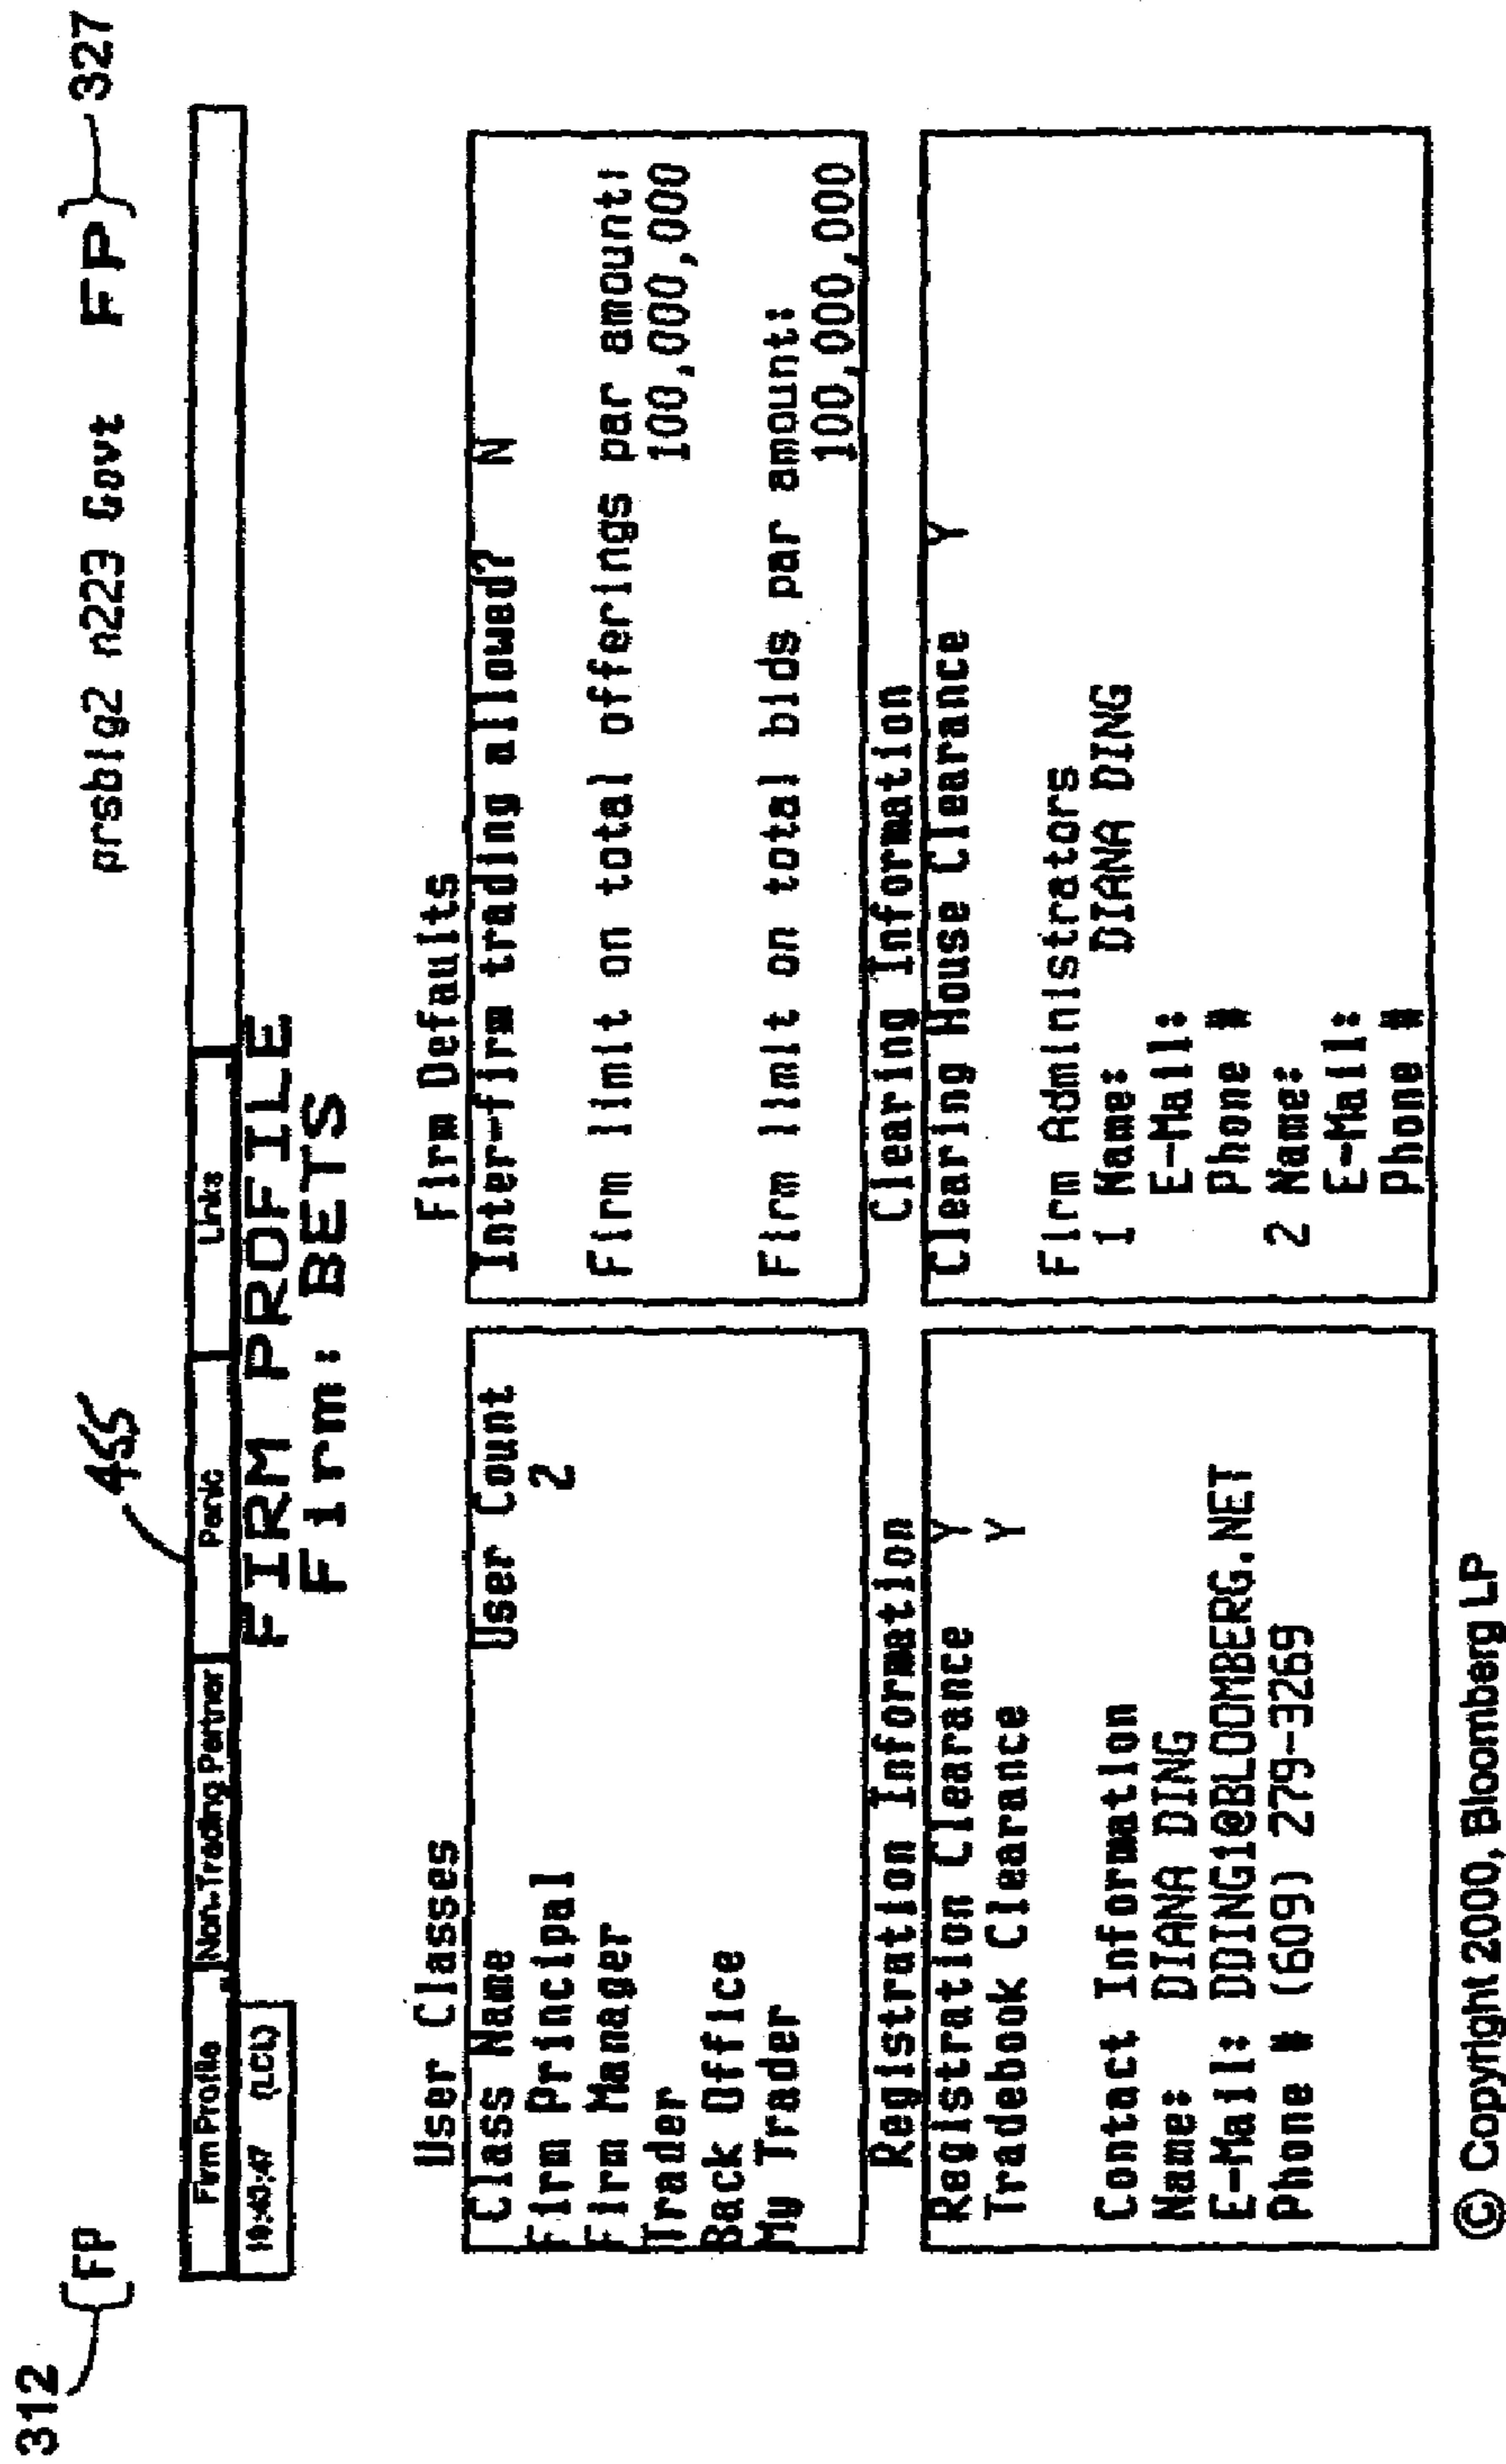 312 FP
455
prsbig2 n223 Govt FP 327
Firm Profile Non-Trading Partner Panic Links
10:43:47 (LCL)
FIRM PROFILE
Firm: BETS
User Classes
Class Name User Count
Firm Principal 2
Firm Manager
Trader
Back Office
My Trader
Firm Defaults
Inter-firm trading allowed? N
Firm limit on total offerings par amount:
100,000,000
Firm limit on total bids par amount:
100,000,000
Registration Information
Registration Clearance Y
Tradebook Clearance Y
Contact Information
Name: DIANA DING
E-Mail: DDING1@BLOOMBERG.NET
Phone # (609) 279-3269
Clearing Information
Clearing House Clearance Y
Firm Administrators
1 Name: DIANA DING
E-Mail:
Phone #
2 Name:
E-Mail:
Phone #
© Copyright 2000, Bloomberg LP